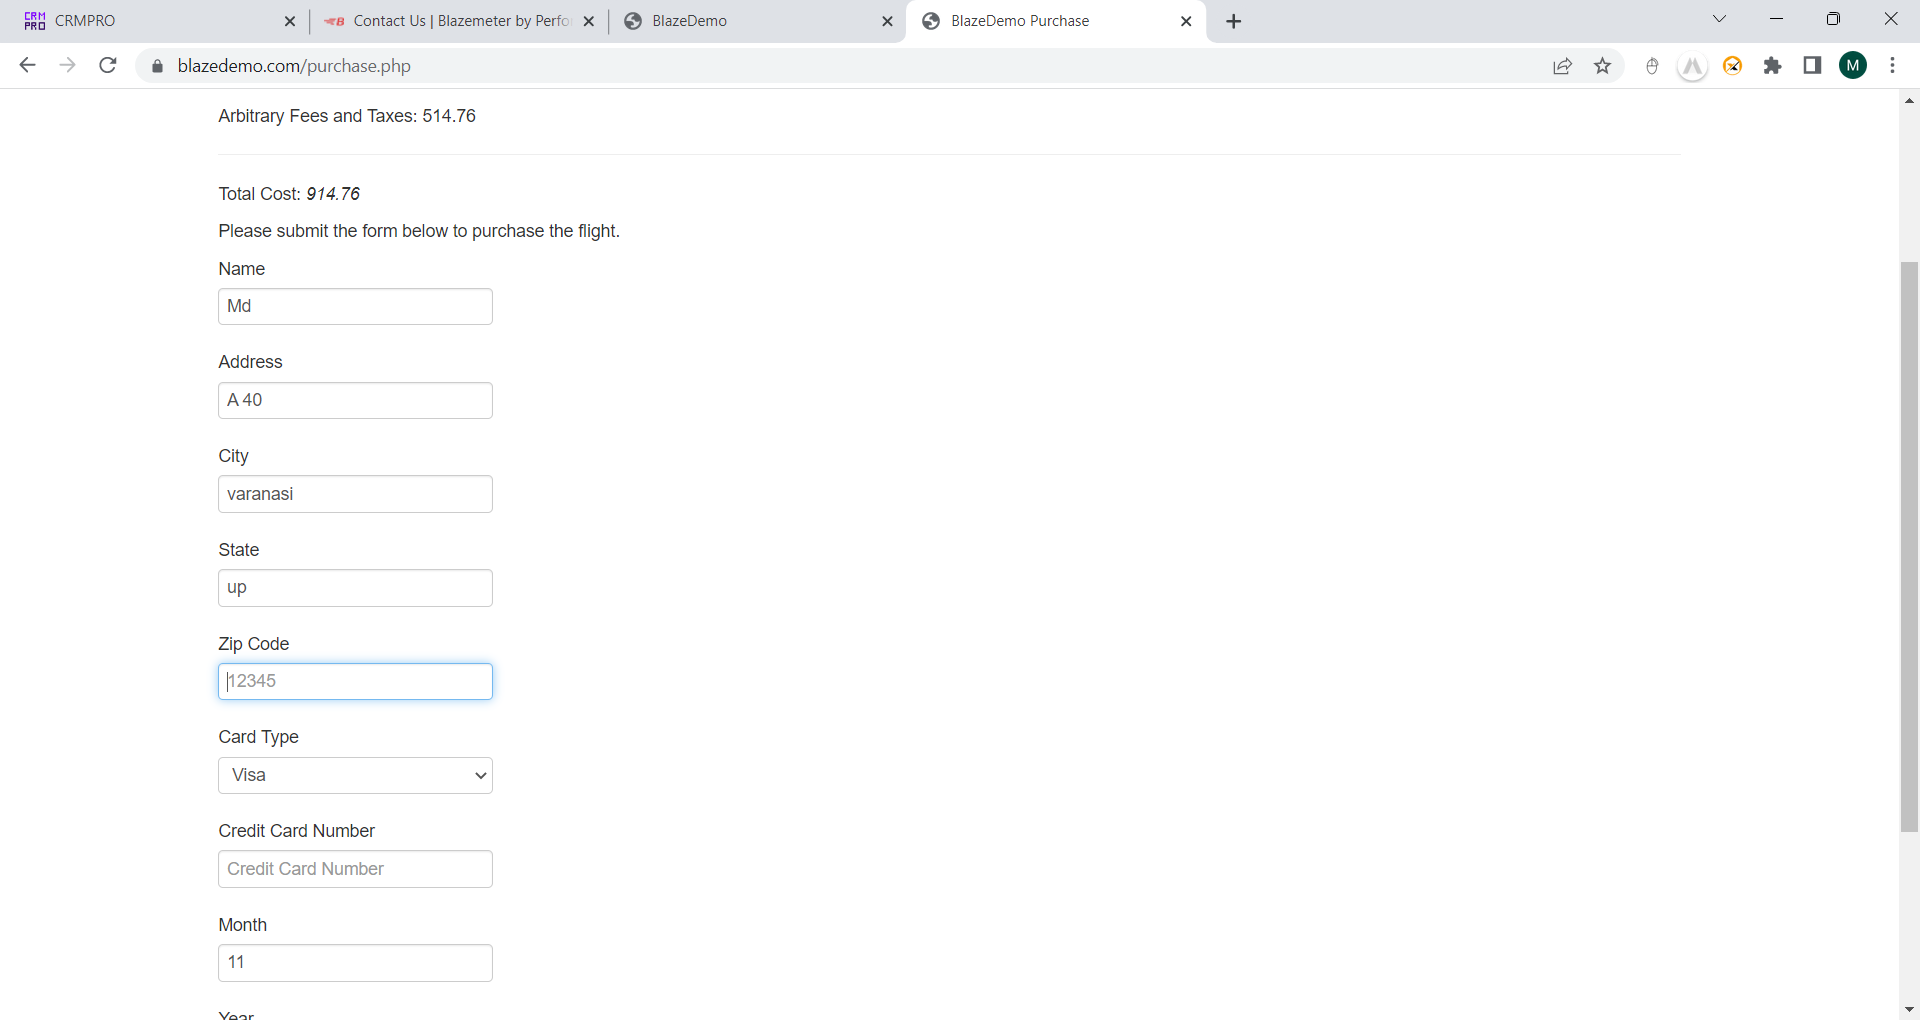 CRM
PRO
CRMPRO
Contact Us | Blazemeter by Perfo
BlazeDemo
BlazeDemo Purchase
blazedemo.com/purchase.php
M
Arbitrary Fees and Taxes: 514.76
Total Cost: 914.76
Please submit the form below to purchase the flight.
Name
Md
Address
A 40
City
varanasi
State
up
Zip Code
12345
Card Type
Visa
Credit Card Number
Credit Card Number
Month
11
Year